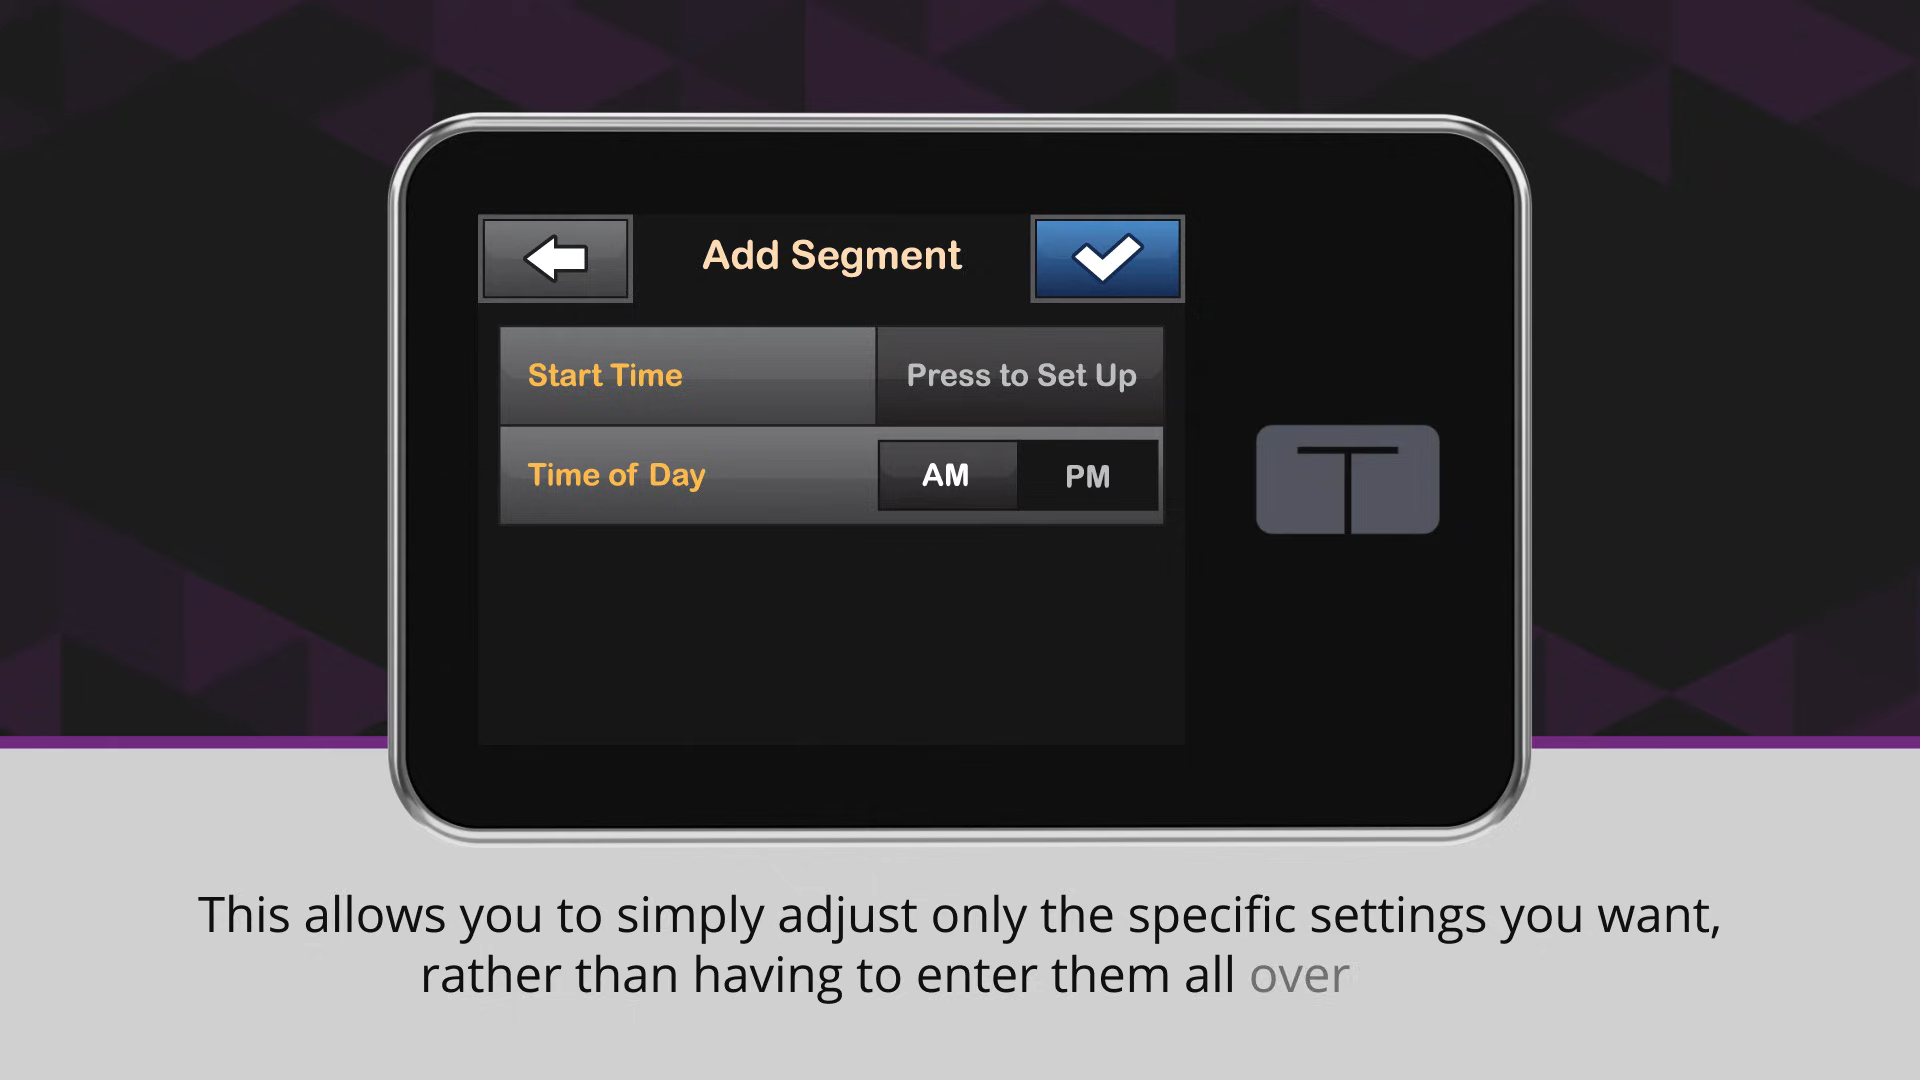 Add Segment
Start Time Press to Set Up
Time of Day AM PM
This allows you to simply adjust only the specific settings you want,
rather than having to enter them all over